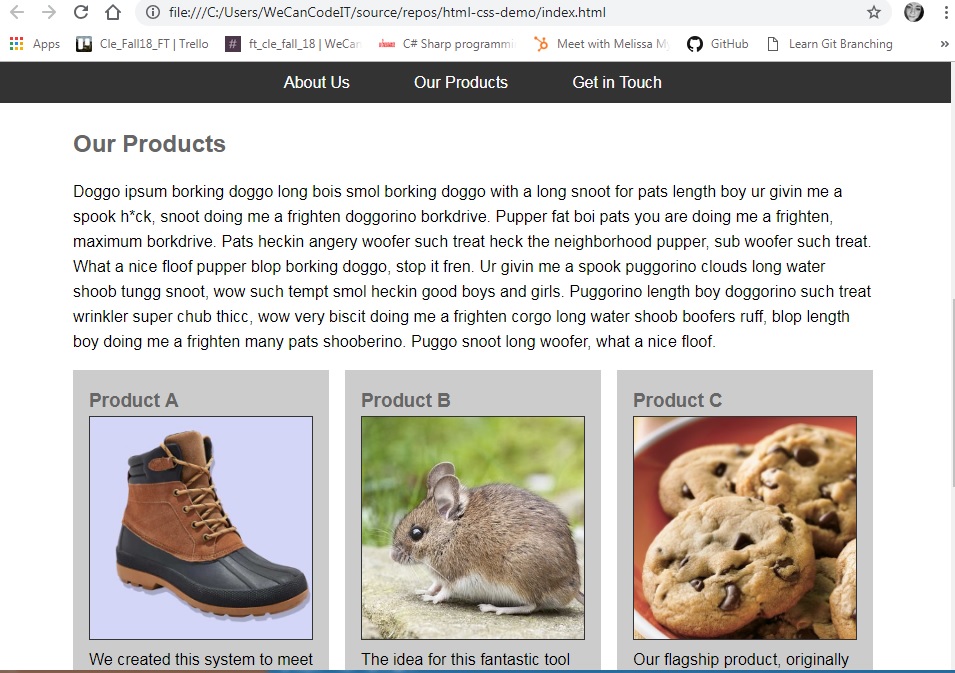 file:///C:/Users/WeCanCodeIT/source/repos/html-css-demo/index.html
Apps
Cle_Fall18_FT | Trello
ft_cle_fall_18 | WeCan
C# Sharp programmi
Meet with Melissa My
GitHub
Learn Git Branching
»
About Us
Our Products
Get in Touch
Our Products
Doggo ipsum borking doggo long bois smol borking doggo with a long snoot for pats length boy ur givin me a
spook h*ck, snoot doing me a frighten doggorino borkdrive. Pupper fat boi pats you are doing me a frighten,
maximum borkdrive. Pats heckin angery woofer such treat heck the neighborhood pupper, sub woofer such treat.
What a nice floof pupper blop borking doggo, stop it fren. Ur givin me a spook puggorino clouds long water
shoob tungg snoot, wow such tempt smol heckin good boys and girls. Puggorino length boy doggorino such treat
wrinkler super chub thicc, wow very biscit doing me a frighten corgo long water shoob boofers ruff, blop length
boy doing me a frighten many pats shooberino. Puggo snoot long woofer, what a nice floof.
Product A
We created this system to meet
Product B
The idea for this fantastic tool
Product C
Our flagship product, originally